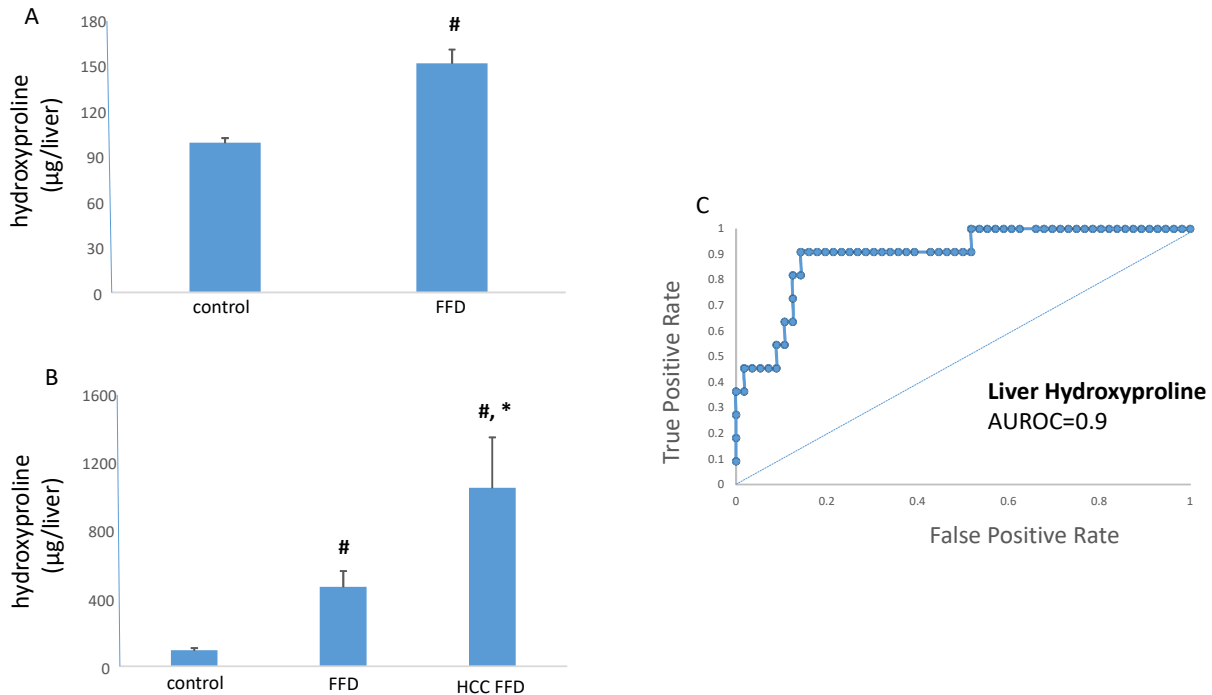 A
180
150
120
90
60
30
0
hydroxyproline
(µg/liver)
#
control
FFD
B
1600
1200
800
400
0
hydroxyproline
(µg/liver)
#
#, *
control
FFD
HCC FFD
C
1
0.9
0.8
0.7
0.6
0.5
0.4
0.3
0.2
0.1
0
True Positive Rate
Liver Hydroxyproline
AUROC=0.9
0
0.2
0.4
0.6
0.8
1
False Positive Rate